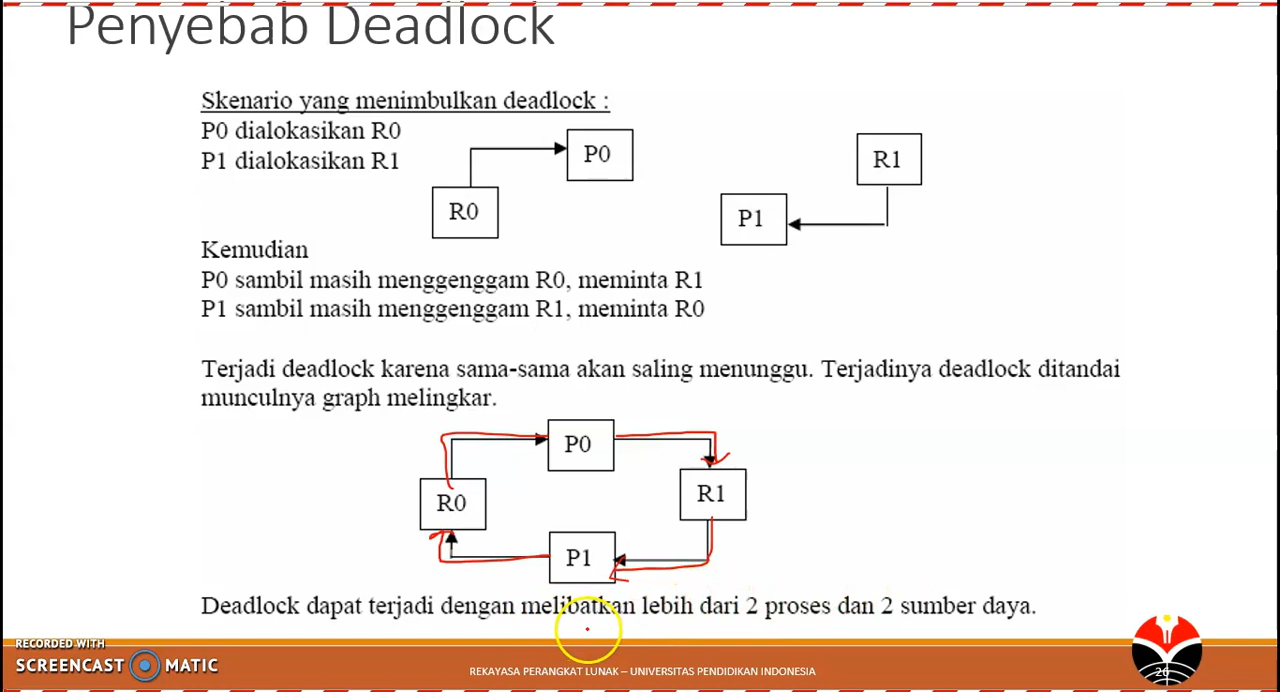 Penyebab Deadlock
Skenario yang menimbulkan deadlock :
P0 dialokasikan R0
P1 dialokasikan R1
P0
R0
R1
P1
Kemudian
P0 sambil masih menggenggam R0, meminta R1
P1 sambil masih menggenggam R1, meminta R0
Terjadi deadlock karena sama-sama akan saling menunggu. Terjadinya deadlock ditandai
munculnya graph melingkar.
P0
R0
R1
P1
Deadlock dapat terjadi dengan melibatkan lebih dari 2 proses dan 2 sumber daya.
RECORDED WITH
SCREENCAST MATIC
REKAYASA PERANGKAT LUNAK – UNIVERSITAS PENDIDIKAN INDONESIA
26